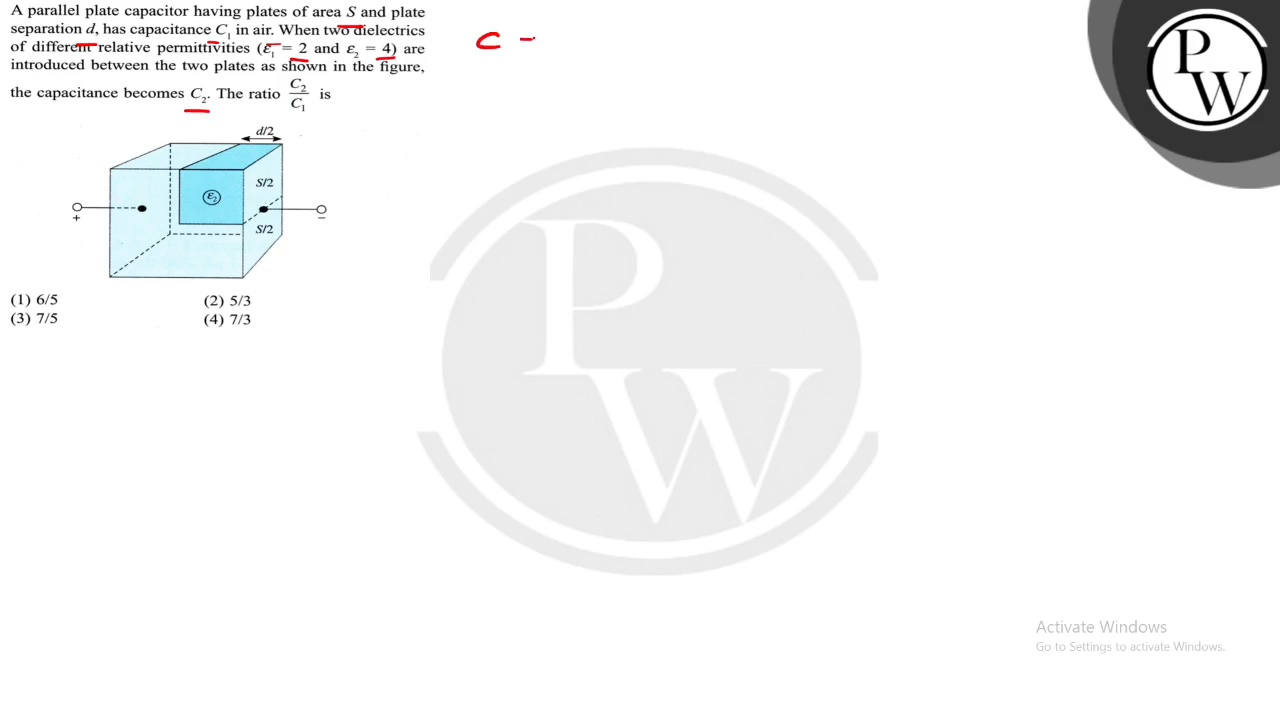 A parallel plate capacitor having plates of area S and plate
separation d, has capacitance C₁ in air. When two dielectrics
of different relative permittivities (ε₁ = 2 and ε₂ = 4) are
introduced between the two plates as shown in the figure,
the capacitance becomes C₂. The ratio C₂/C₁ is
C -
d/2
S/2
ε₂
+
−
S/2
(1) 6/5 (2) 5/3
(3) 7/5 (4) 7/3
PW
PW
Activate Windows
Go to Settings to activate Windows.